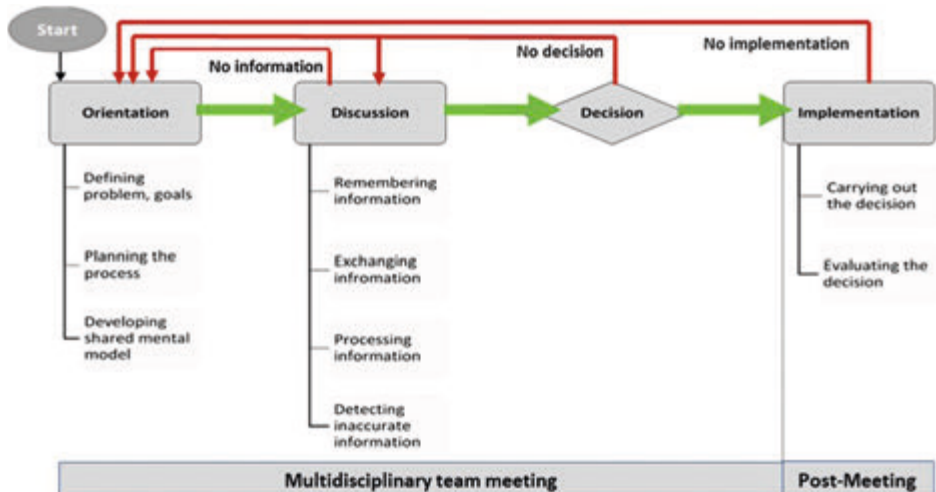 Start
No information
No decision
No implementation
Orientation
Discussion
Decision
Implementation
Defining
problem, goals
Planning the
process
Developing
shared mental
model
Remembering
information
Exchanging
infromation
Processing
information
Detecting
inaccurate
information
Carrying out
the decision
Evaluating the
decision
Multidisciplinary team meeting
Post-Meeting